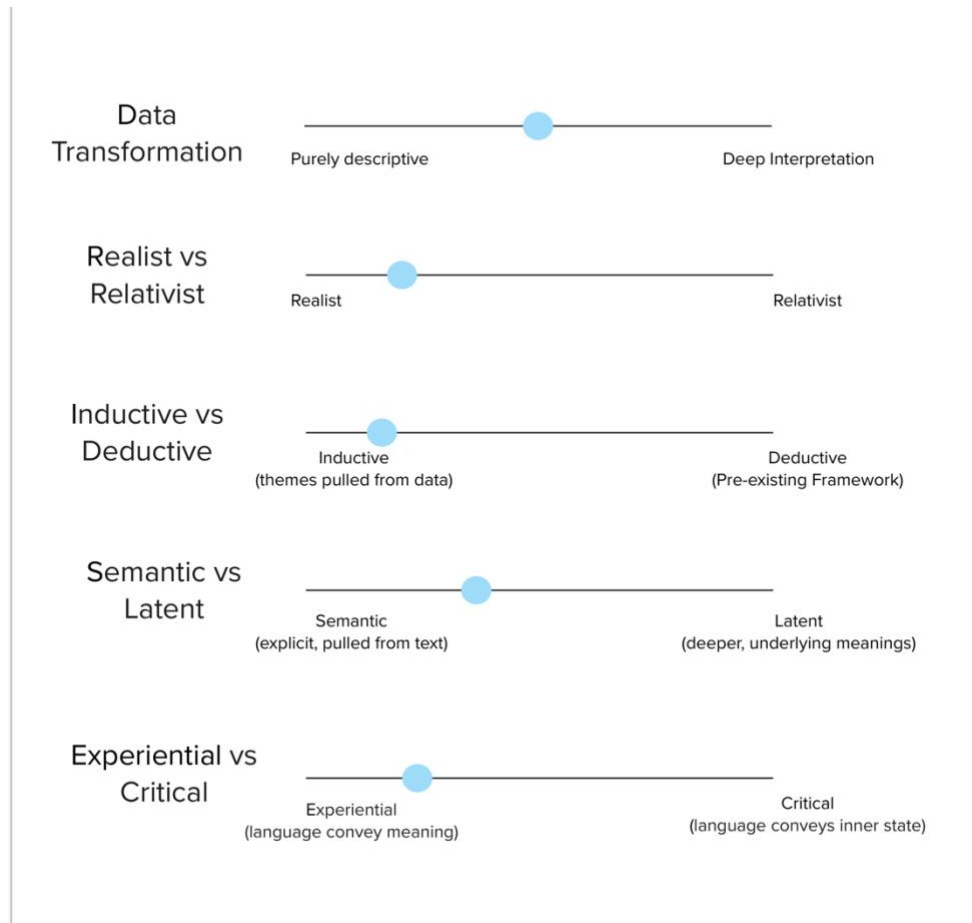 Data
Transformation
Purely descriptive
Deep Interpretation
Realist vs
Relativist
Realist
Relativist
Inductive vs
Deductive
Inductive
(themes pulled from data)
Deductive
(Pre-existing Framework)
Semantic vs
Latent
Semantic
(explicit, pulled from text)
Latent
(deeper, underlying meanings)
Experiential vs
Critical
Experiential
(language convey meaning)
Critical
(language conveys inner state)